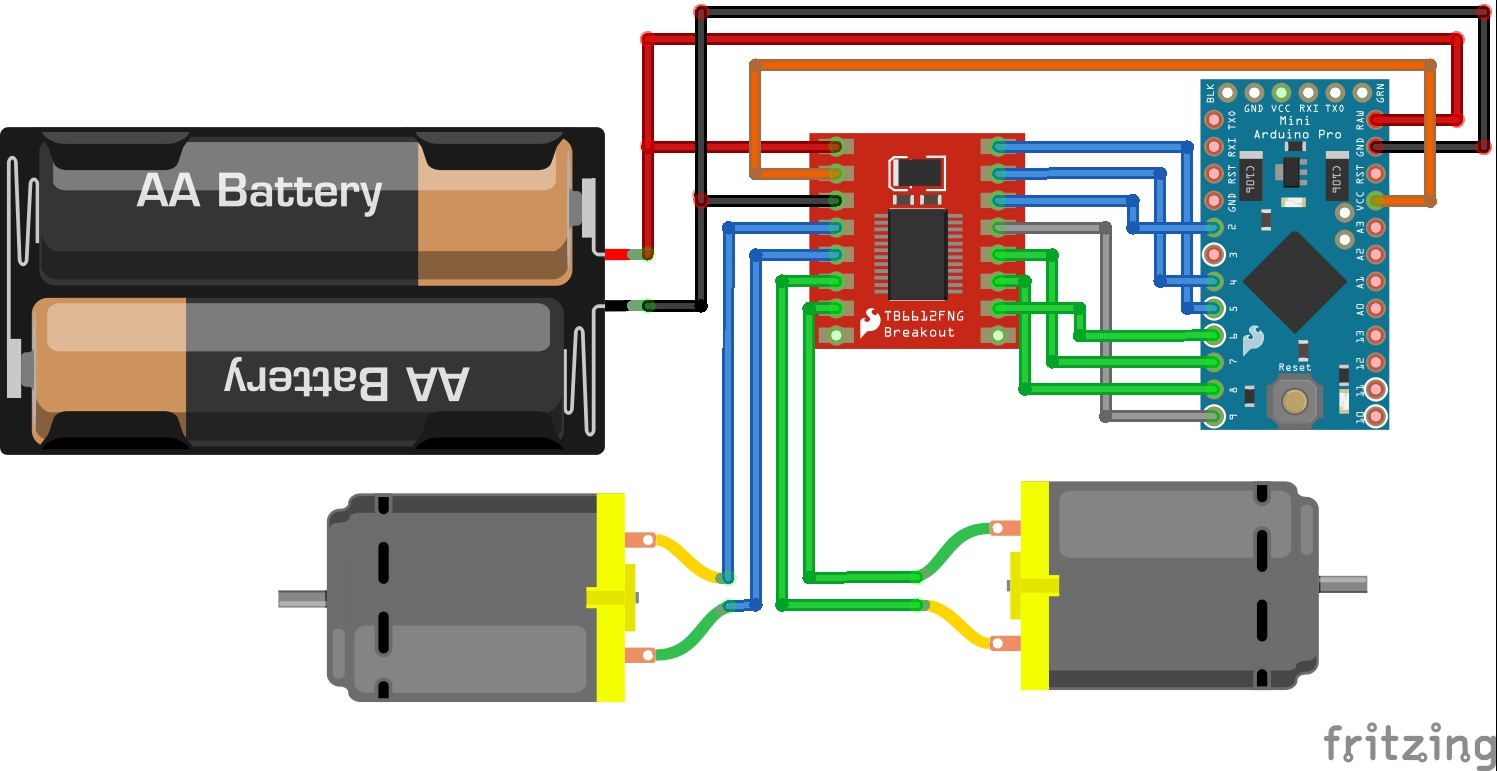 AA Battery
AA Battery
TB6612FNG
Breakout
BLK
GND VCC RXI TXO
GRN
Mini
Arduino Pro
TXO
RXI
RST
GND
2
3
4
5
6
7
8
9
RAW
GND
RST
VCC
A3
A2
A1
A0
13
12
11
10
C10P
C10P
Reset
fritzing